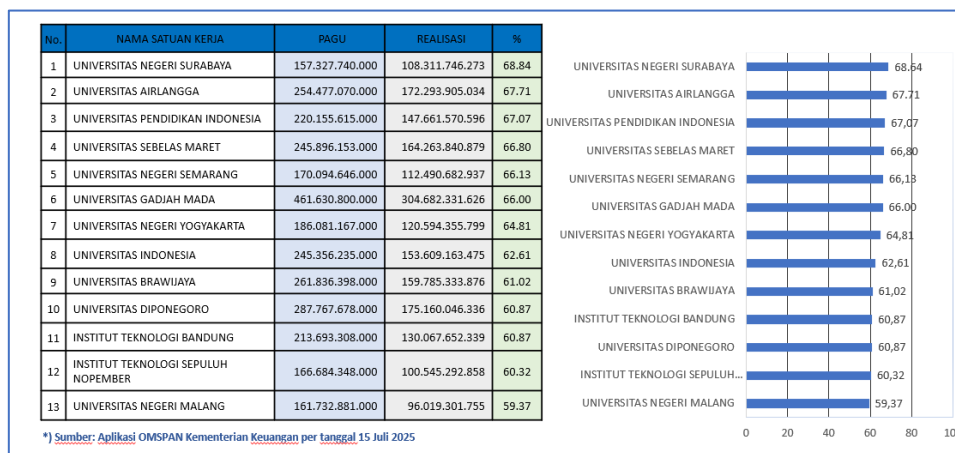 No. NAMA SATUAN KERJA PAGU REALISASI %
1 UNIVERSITAS NEGERI SURABAYA 157.327.740.000 108.311.746.273 68.84
2 UNIVERSITAS AIRLANGGA 254.477.070.000 172.293.905.034 67.71
3 UNIVERSITAS PENDIDIKAN INDONESIA 220.155.615.000 147.661.570.596 67.07
4 UNIVERSITAS SEBELAS MARET 245.896.153.000 164.263.840.879 66.80
5 UNIVERSITAS NEGERI SEMARANG 170.094.646.000 112.490.682.937 66.13
6 UNIVERSITAS GADJAH MADA 461.630.800.000 304.682.331.626 66.00
7 UNIVERSITAS NEGERI YOGYAKARTA 186.081.167.000 120.594.355.799 64.81
8 UNIVERSITAS INDONESIA 245.356.235.000 153.609.163.475 62.61
9 UNIVERSITAS BRAWIJAYA 261.836.398.000 159.785.333.876 61.02
10 UNIVERSITAS DIPONEGORO 287.767.678.000 175.160.046.336 60.87
11 INSTITUT TEKNOLOGI BANDUNG 213.693.308.000 130.067.652.339 60.87
12 INSTITUT TEKNOLOGI SEPULUH
NOPEMBER 166.684.348.000 100.545.292.858 60.32
13 UNIVERSITAS NEGERI MALANG 161.732.881.000 96.019.301.755 59.37
*) Sumber: Aplikasi OMSPAN Kementerian Keuangan per tanggal 15 Juli 2025
UNIVERSITAS NEGERI SURABAYA 68.64
UNIVERSITAS AIRLANGGA 67.71
UNIVERSITAS PENDIDIKAN INDONESIA 67,07
UNIVERSITAS SEBELAS MARET 66,80
UNIVERSITAS NEGERI SEMARANG 66,13
UNIVERSITAS GADJAH MADA 66.00
UNIVERSITAS NEGERI YOGYAKARTA 64,81
UNIVERSITAS INDONESIA 62,61
UNIVERSITAS BRAWIJAYA 61,02
INSTITUT TEKNOLOGI BANDUNG 60,87
UNIVERSITAS DIPONEGORO 60,87
INSTITUT TEKNOLOGI SEPULUH... 60,32
UNIVERSITAS NEGERI MALANG 59,37
0 20 40 60 80